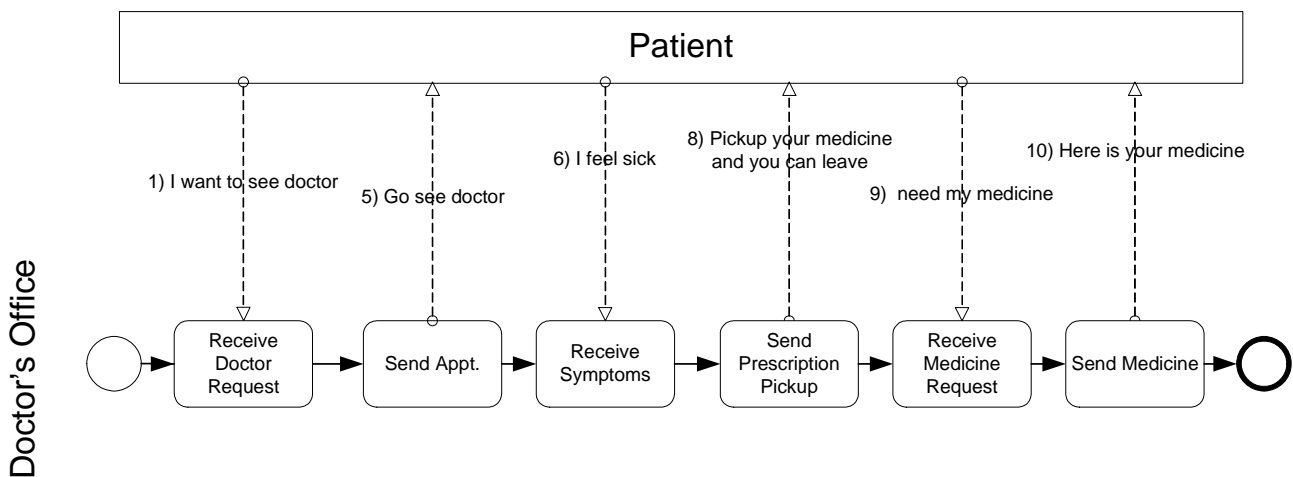 Patient
1) I want to see doctor
5) Go see doctor
6) I feel sick
8) Pickup your medicine
and you can leave
9)  need my medicine
10) Here is your medicine
Doctor's Office
Receive
Doctor
Request
Send Appt.
Receive
Symptoms
Send
Prescription
Pickup
Receive
Medicine
Request
Send Medicine